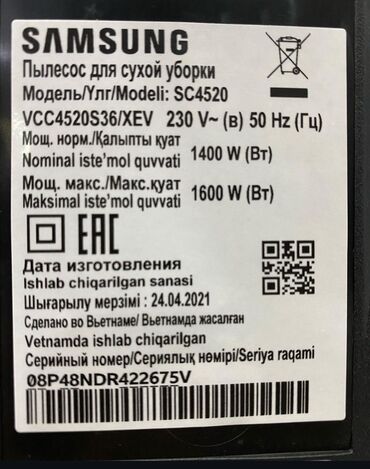 SAMSUNG
Пылесос для сухой уборки
Модель/Үлг/Modeli: SC4520
VCC4520S36/XEV 230 V~ (в) 50 Hz (Гц)
Мощ. норм./Қалыпты қуат
Nominal iste'mol quvvati 1400 W (Вт)
Мощ. макс./Макс.қуат
Maksimal iste'mol quvvati 1600 W (Вт)
EAC
Дата изготовления
Ishlab chiqarilgan sanasi
Шығарылу мерзімі : 24.04.2021
Сделано во Вьетнаме/ Вьетнамда жасалған
Vetnamda ishlab chiqarilgan
Серийный номер/Сериялық нөмірі/Seriya raqami
08P48NDR422675V